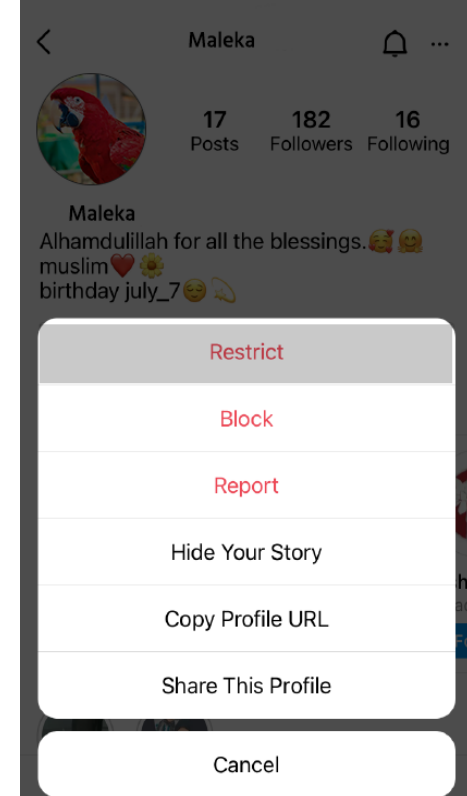 Maleka
17 182 16
Posts Followers Following
Maleka
Alhamdulillah for all the blessings.🥰🤗
muslim❤️🌼
birthday july_7😌💫
Restrict
Block
Report
Hide Your Story
Copy Profile URL
Share This Profile
Cancel